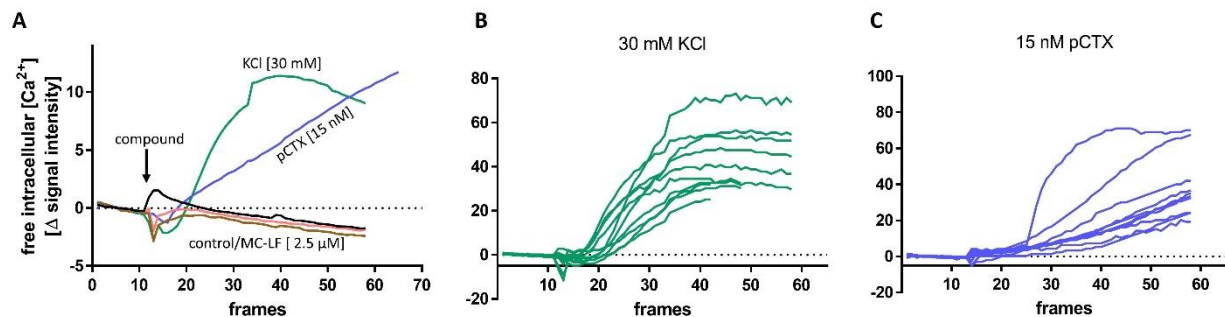 A
free intracellular [Ca2+]
[Δ signal intensity]
10
5
0
-5
compound
KCl [30 mM]
pCTX [15 nM]
control/MC-LF [ 2.5 μM]
0 10 20 30 40 50 60 70
frames
B
30 mM KCl
80
60
40
20
0
-20
10 20 30 40 50 60
frames
C
15 nM pCTX
100
80
60
40
20
0
-20
20 40 60
frames